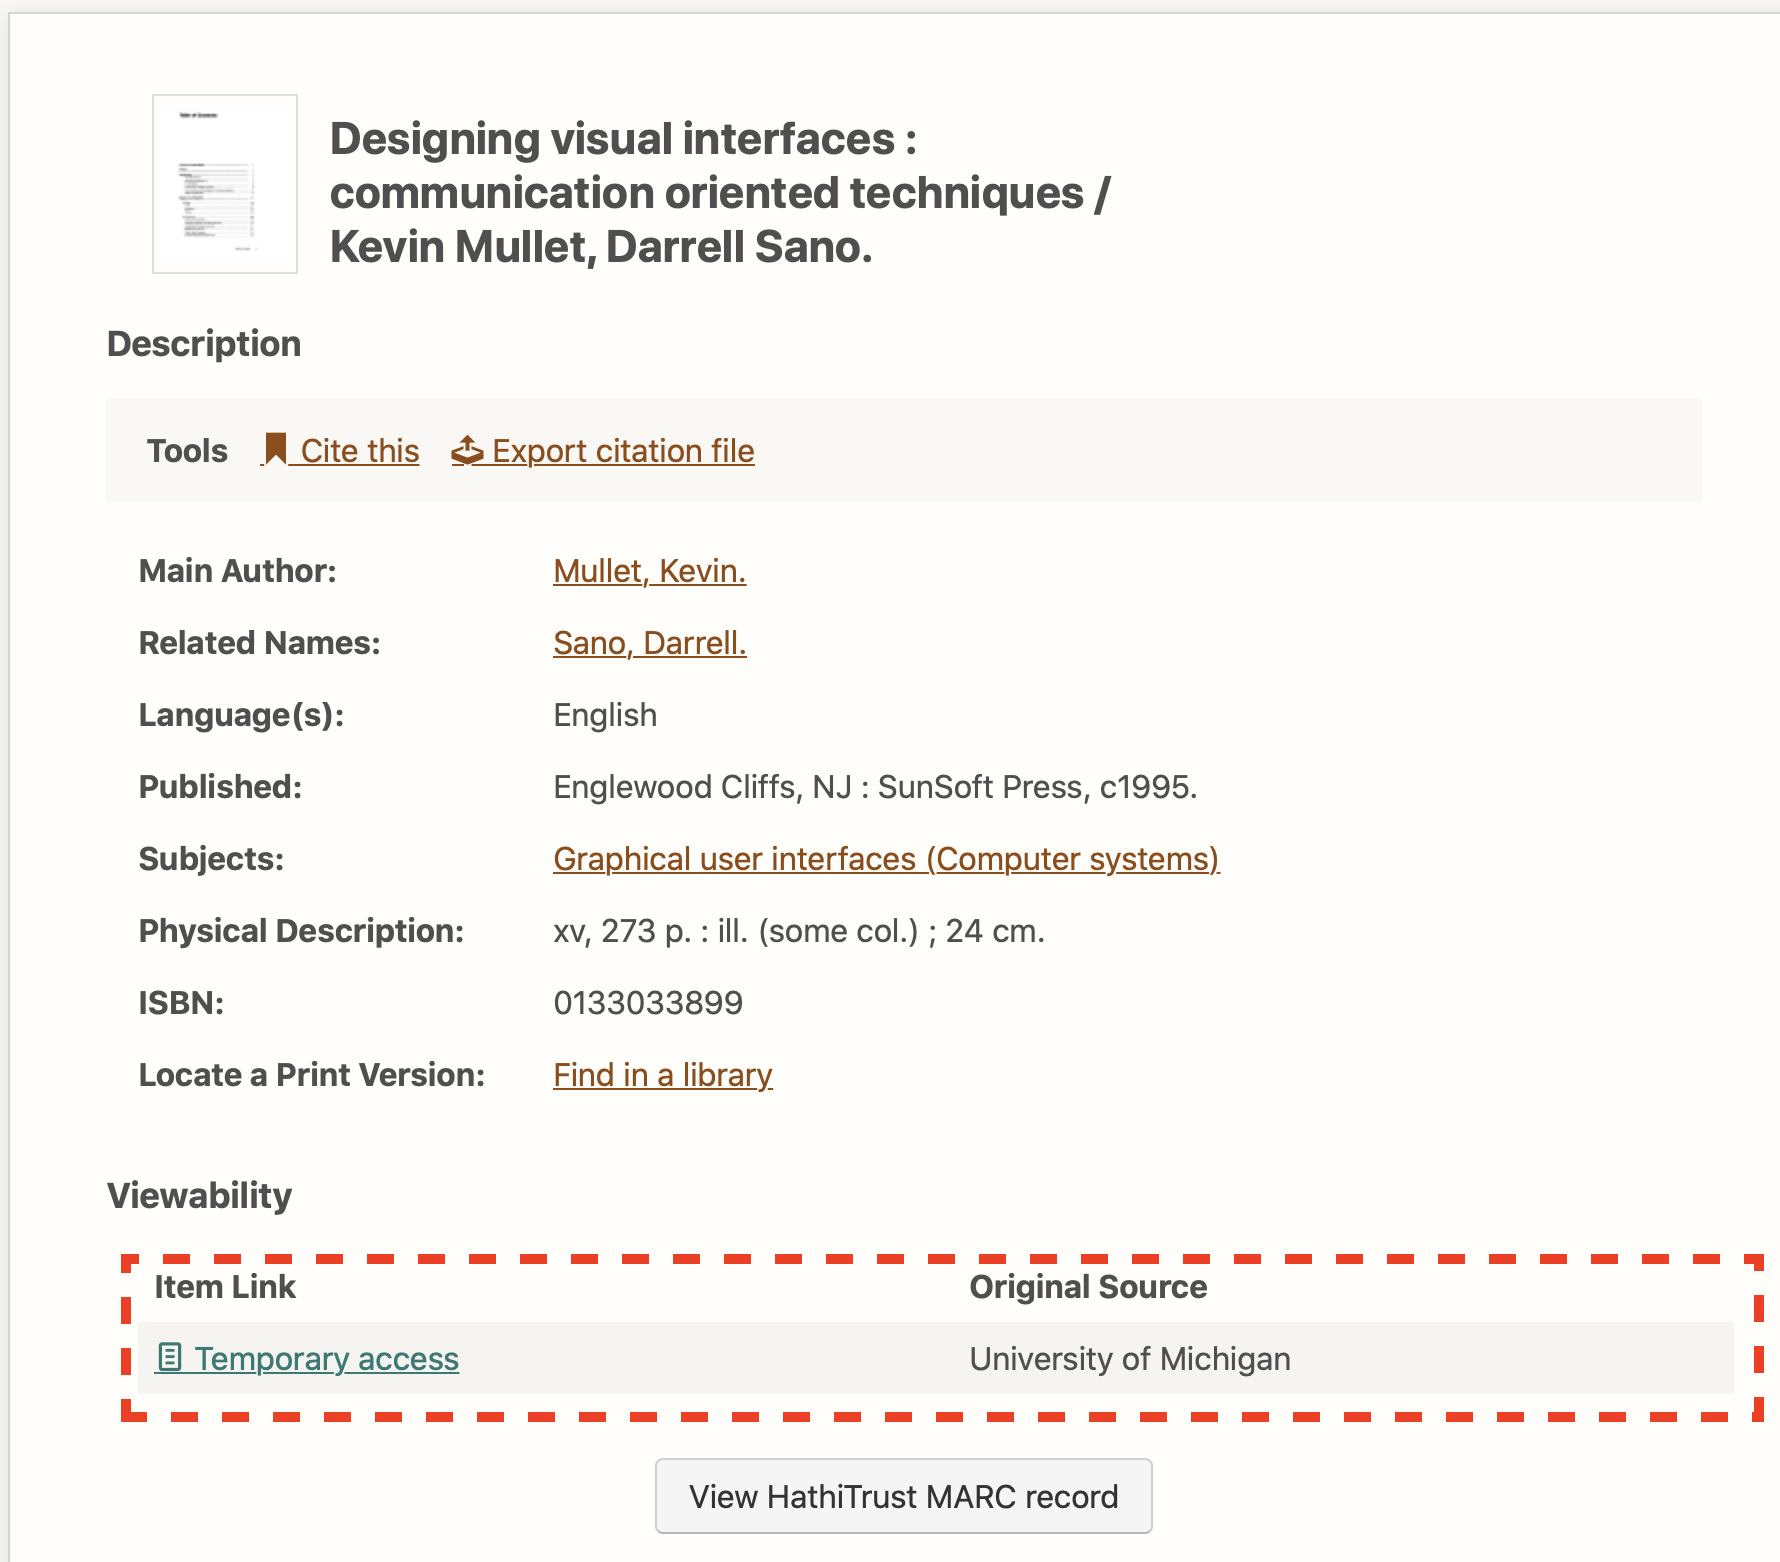 Designing visual interfaces :
communication oriented techniques /
Kevin Mullet, Darrell Sano.
Description
Tools Cite this Export citation file
Main Author: Mullet, Kevin.
Related Names: Sano, Darrell.
Language(s): English
Published: Englewood Cliffs, NJ : SunSoft Press, c1995.
Subjects: Graphical user interfaces (Computer systems)
Physical Description: xv, 273 p. : ill. (some col.) ; 24 cm.
ISBN: 0133033899
Locate a Print Version: Find in a library
Viewability
Item Link Original Source
Temporary access University of Michigan
View HathiTrust MARC record